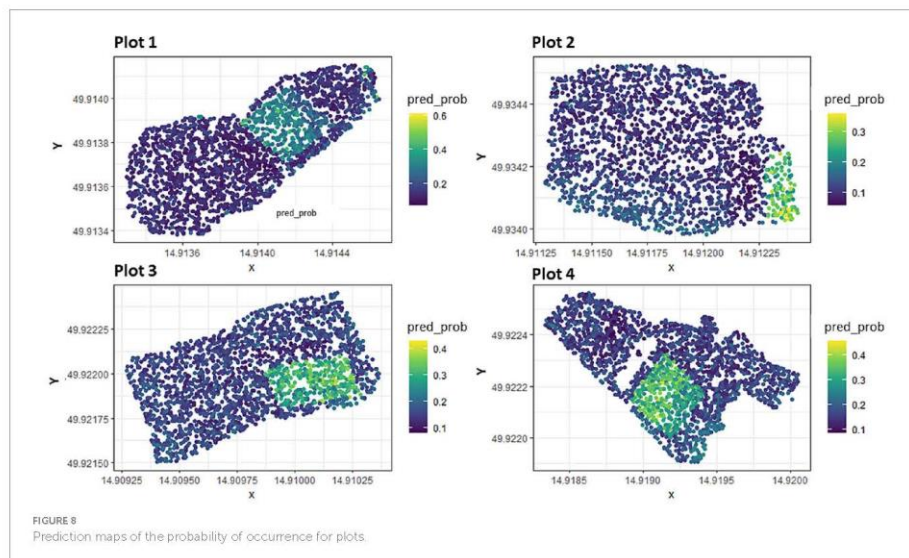 Plot 1
Plot 2
pred_prob
0.6
0.4
0.2
Y
49.9140
49.9138
49.9136
49.9134
pred_prob
14.9136
14.9140
14.9144
X
pred_prob
0.3
0.2
0.1
Y
49.9344
49.9342
49.9340
14.91125
14.91150
14.91175
14.91200
14.91225
X
Plot 3
Plot 4
pred_prob
0.4
0.3
0.2
0.1
Y
49.92225
49.92200
49.92175
49.92150
14.90925
14.90950
14.90975
14.91000
14.91025
X
pred_prob
0.4
0.3
0.2
0.1
Y
49.9224
49.9222
49.9220
14.9185
14.9190
14.9195
14.9200
X
FIGURE 8
Prediction maps of the probability of occurrence for plots.